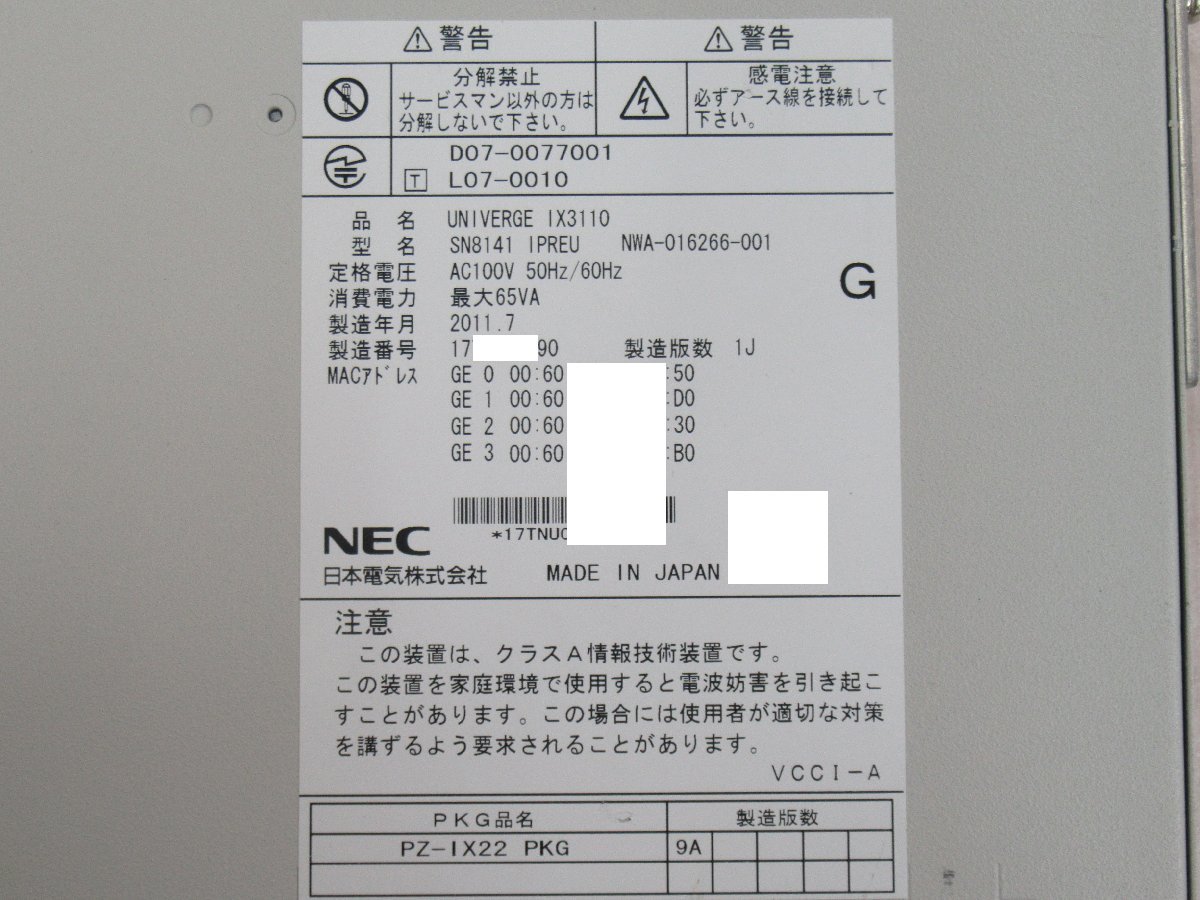 警告 警告
分解禁止
サービスマン以外の方は
分解しないで下さい。
感電注意
必ずアース線を接続して
下さい。
D07-0077001
T L07-0010
品 名 UNIVERGE IX3110
型 名 SN8141 IPREU NWA-016266-001
定格電圧 AC100V 50Hz/60Hz
G
消費電力 最大65VA
製造年月 2011.7
製造番号 17 90 製造版数 1J
MACアドレス GE 0 00:60 :50
GE 1 00:60 :D0
GE 2 00:60 :30
GE 3 00:60 :B0
*17TNU
NEC
日本電気株式会社 MADE IN JAPAN
注意
この装置は、クラスA情報技術装置です。
この装置を家庭環境で使用すると電波妨害を引き起こ
すことがあります。この場合には使用者が適切な対策
を講ずるよう要求されることがあります。
VCCI-A
PKG品名 製造版数
PZ-IX22 PKG 9A